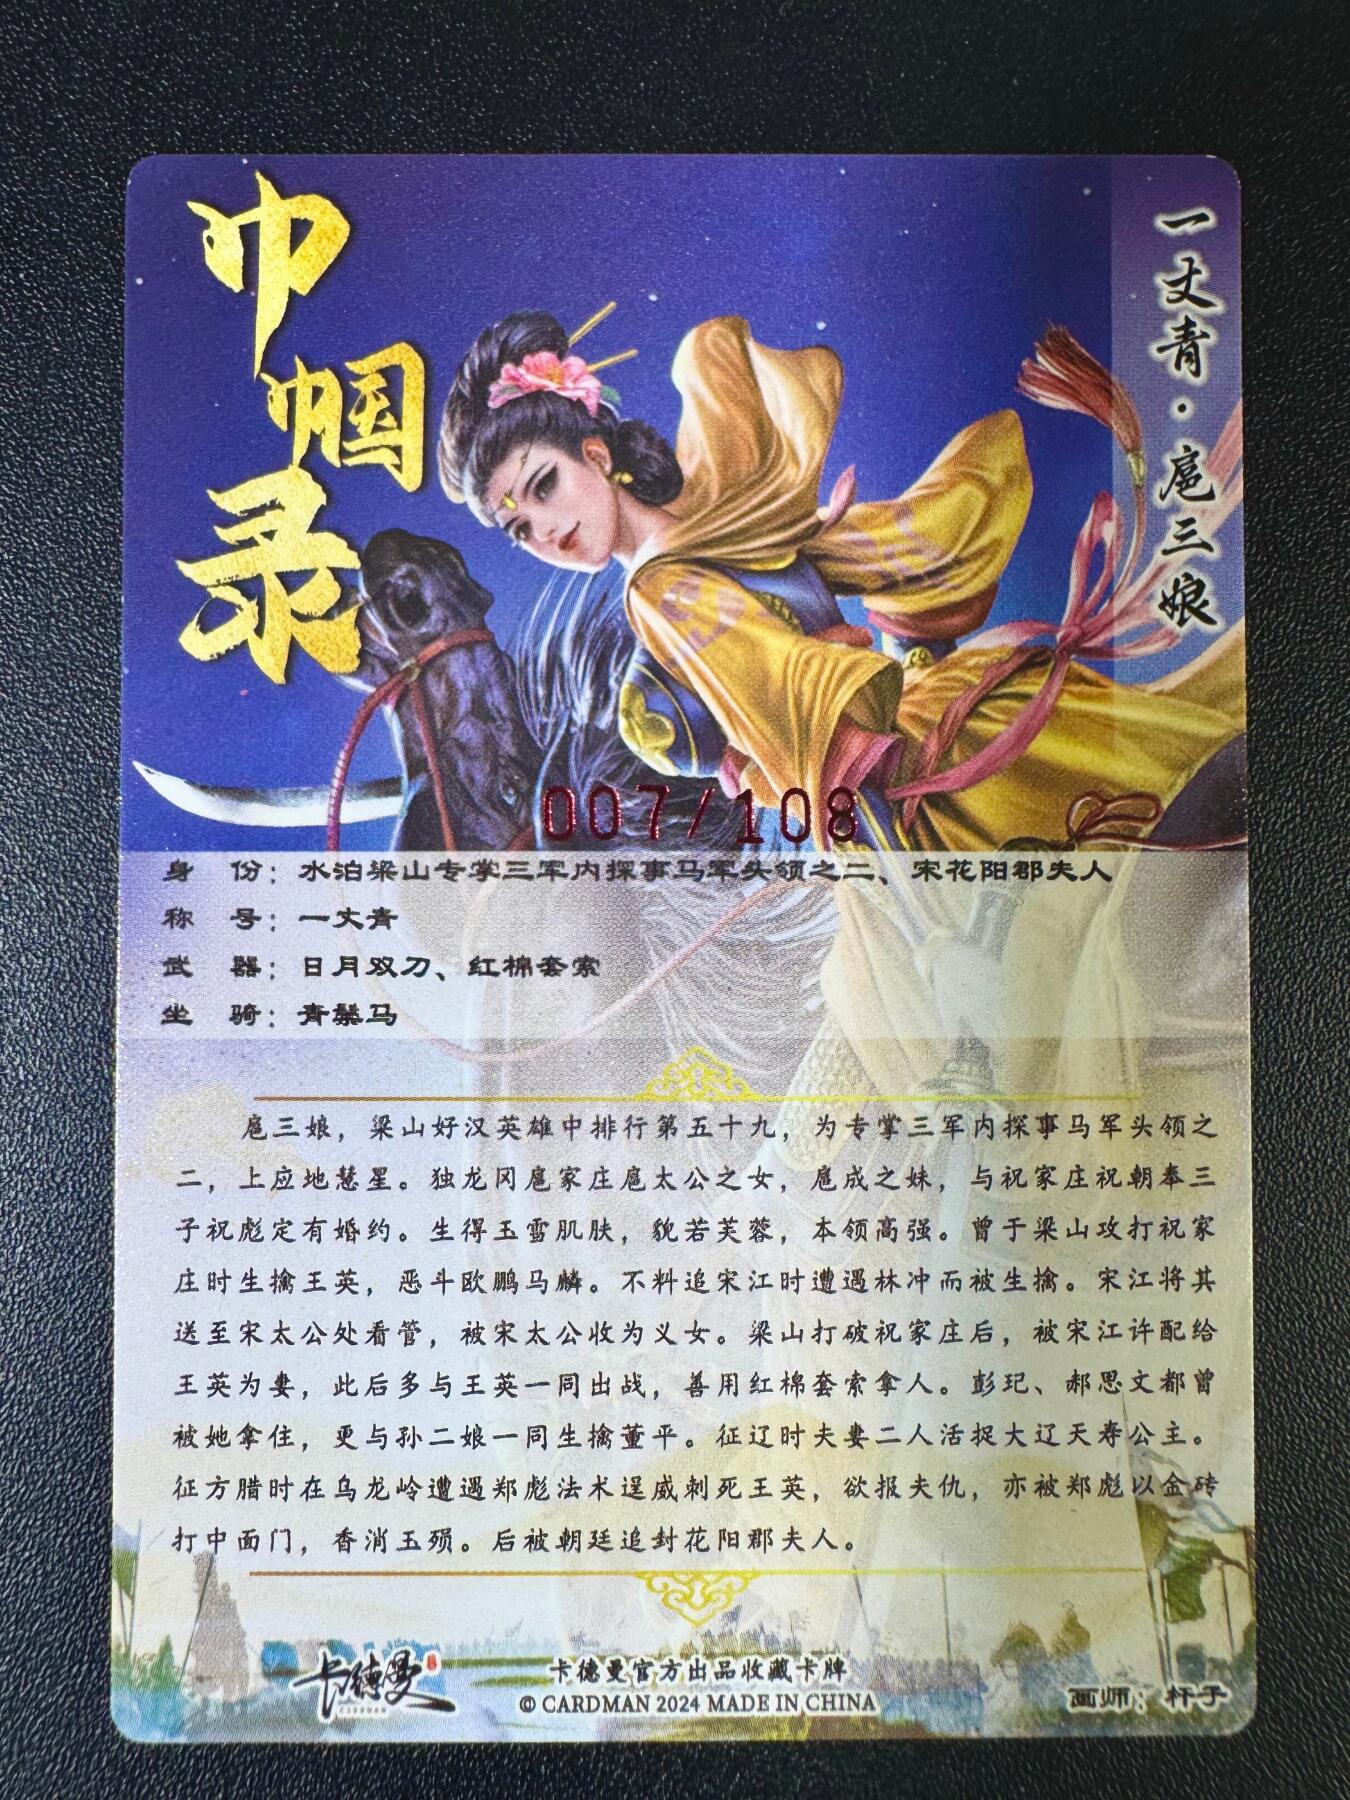 巾帼录
一丈青·扈三娘
007/108
身 份：水泊梁山专掌三军内探事马军头领之二、宋花阳郡夫人
称 号：一丈青
武 器：日月双刀、红棉套索
坐 骑：青鬃马
扈三娘，梁山好汉英雄中排行第五十九，为专掌三军内探事马军头领之
二，上应地慧星。独龙冈扈家庄扈太公之女，扈成之妹，与祝家庄祝朝奉三
子祝彪定有婚约。生得玉雪肌肤，貌若芙蓉，本领高强。曾于梁山攻打祝家
庄时生擒王英，恶斗欧鹏马麟。不料追宋江时遭遇林冲而被生擒。宋江将其
送至宋太公处看管，被宋太公收为义女。梁山打破祝家庄后，被宋江许配给
王英为妻，此后多与王英一同出战，善用红棉套索拿人。彭玘、郝思文都曾
被她拿住，更与孙二娘一同生擒董平。征辽时夫妻二人活捉大辽天寿公主。
征方腊时在乌龙岭遭遇郑彪法术逞威刺死王英，欲报夫仇，亦被郑彪以金砖
打中面门，香消玉殒。后被朝廷追封花阳郡夫人。
卡德曼
CARDMAN
卡德曼官方出品收藏卡牌
© CARDMAN 2024 MADE IN CHINA
画师：杆子